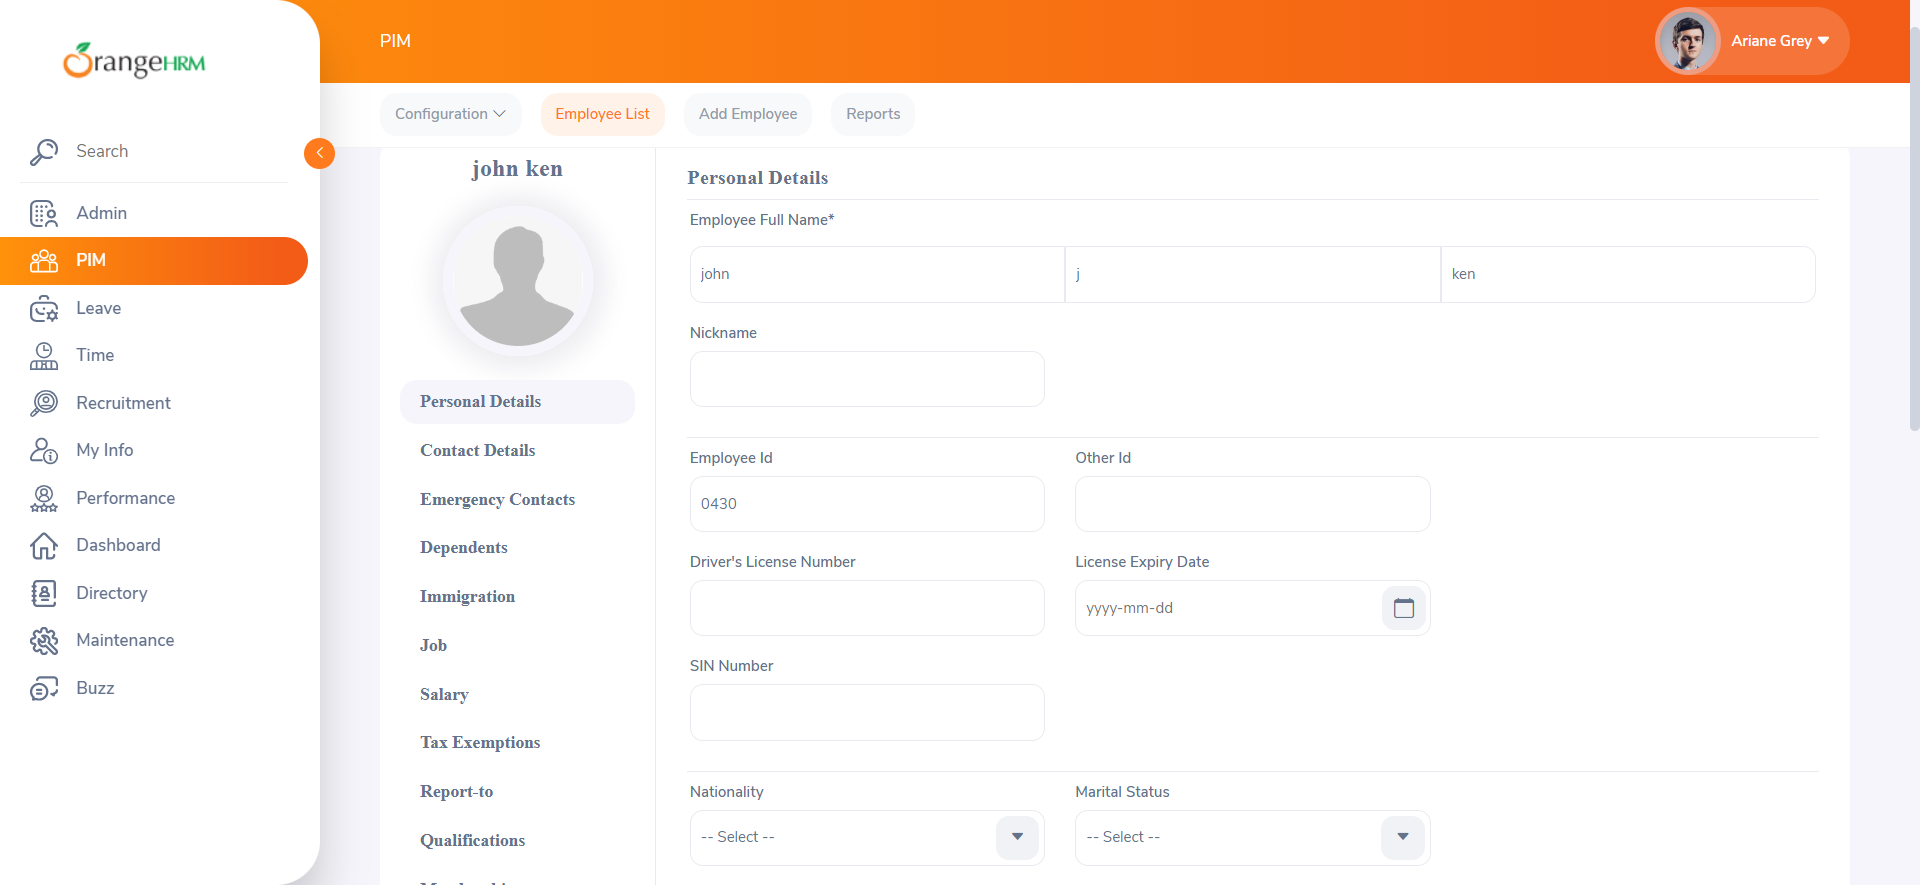 OrangeHRM
PIM
Ariane Grey
Search
Admin
PIM
Leave
Time
Recruitment
My Info
Performance
Dashboard
Directory
Maintenance
Buzz
Configuration
Employee List
Add Employee
Reports
john ken
Personal Details
Contact Details
Emergency Contacts
Dependents
Immigration
Job
Salary
Tax Exemptions
Report-to
Qualifications
Personal Details
Employee Full Name*
john
j
ken
Nickname
Employee Id
Other Id
0430
Driver's License Number
License Expiry Date
yyyy-mm-dd
SIN Number
Nationality
Marital Status
-- Select --
-- Select --